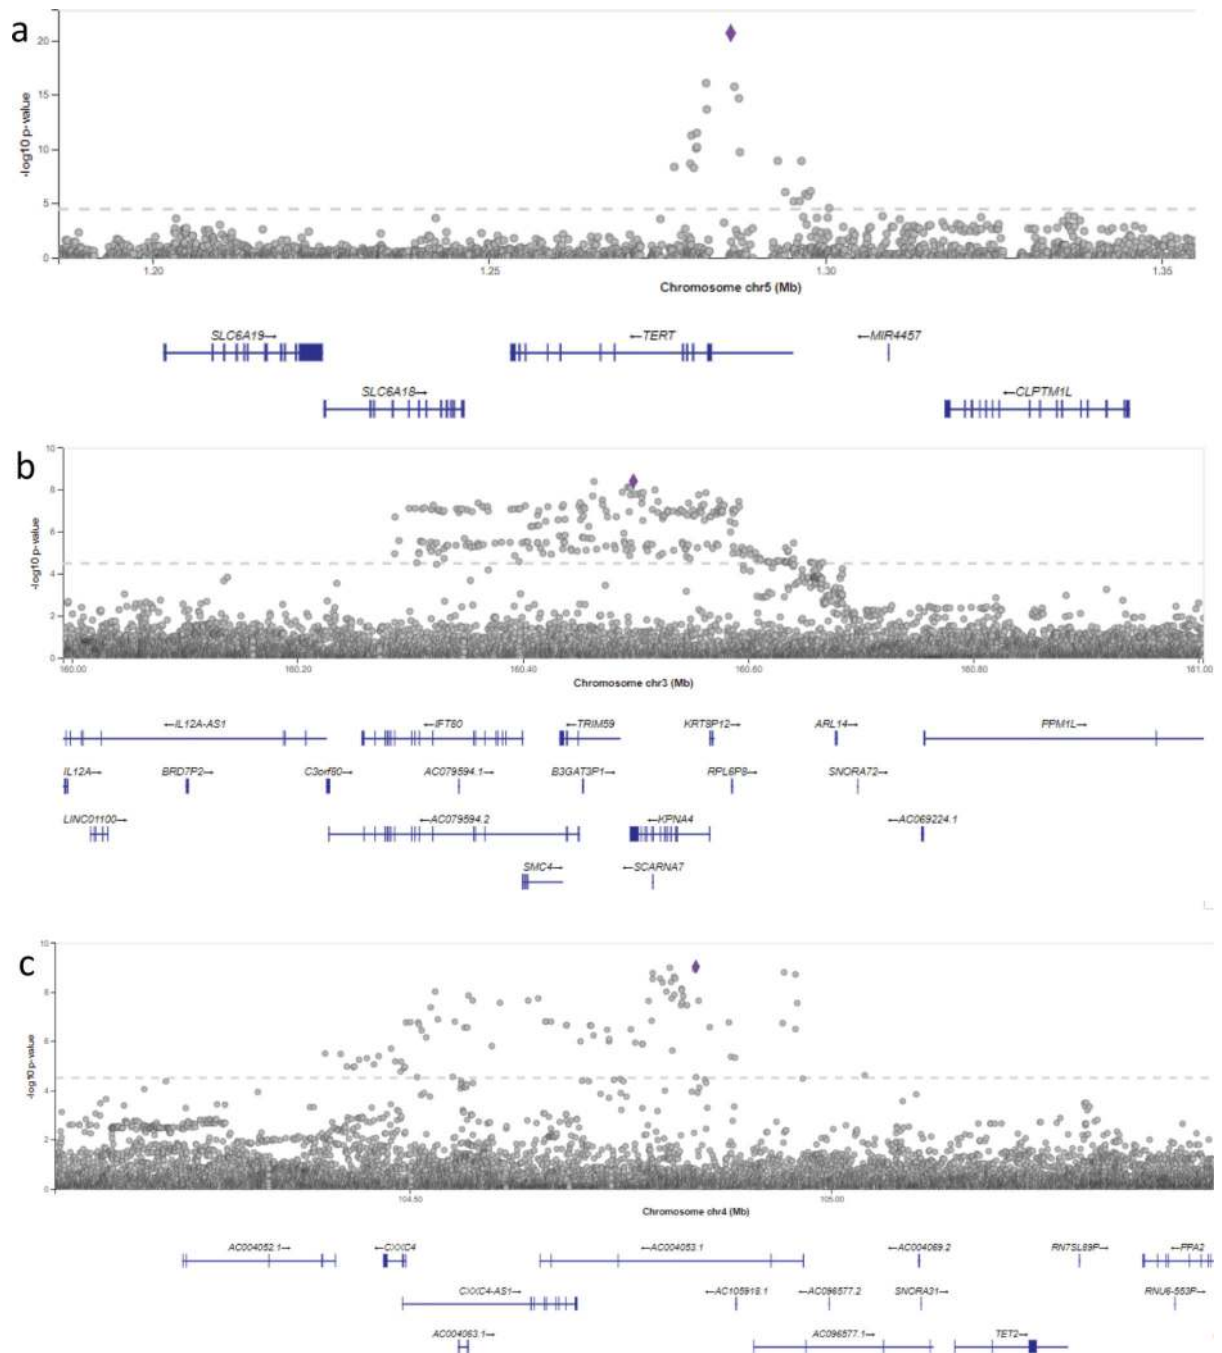 a
20
15
10
5
0
-log10 p-value
1.20 1.25 1.30 1.35
Chromosome chr5 (Mb)
SLC6A19→ ←TERT ←MIR4457
SLC6A18→ ←CLPTM1L
b
10
8
6
4
2
0
-log10 p-value
160.00 160.20 160.40 160.60 160.80 161.00
Chromosome chr3 (Mb)
←IL12A-AS1 ←IFT80 ←TRIM59 KRT8P12→ ARL14→ PPM1L→
IL12A→ BRD7P2→ C3orf80→ AC079594.1→ B3GAT3P1→ RPL6P8→ SNORA72→
LINC01100→ ←AC079594.2 ←KPNA4 ←AC069224.1
SMC4→ ←SCARNA7
c
10
8
6
4
2
0
-log10 p-value
104.50 105.00
Chromosome chr4 (Mb)
AC004052.1→ ←CXXC4 ←AC004053.1 ←AC004069.2 RN7SL89P→ ←PPA2
CXXC4-AS1→ ←AC105918.1 ←AC096577.2 SNORA31→ RNU6-553P→
AC004063.1→ AC096577.1→ TET2→